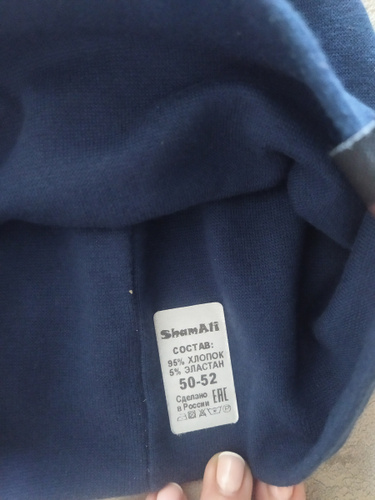 ShamAli
СОСТАВ:
95% ХЛОПОК
5% ЭЛАСТАН
50-52
Сделано
в России EAC